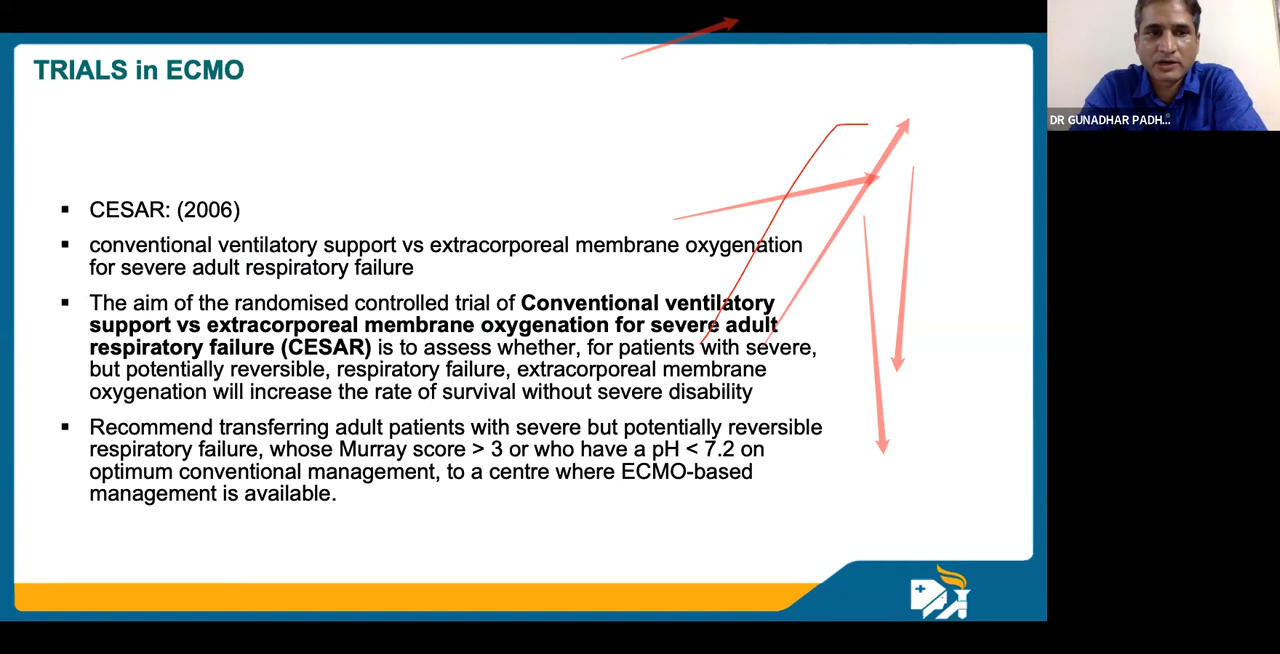 TRIALS in ECMO
DR GUNADHAR PADH...
▪ CESAR: (2006)
▪ conventional ventilatory support vs extracorporeal membrane oxygenation
for severe adult respiratory failure
▪ The aim of the randomised controlled trial of Conventional ventilatory
support vs extracorporeal membrane oxygenation for severe adult
respiratory failure (CESAR) is to assess whether, for patients with severe,
but potentially reversible, respiratory failure, extracorporeal membrane
oxygenation will increase the rate of survival without severe disability
▪ Recommend transferring adult patients with severe but potentially reversible
respiratory failure, whose Murray score > 3 or who have a pH < 7.2 on
optimum conventional management, to a centre where ECMO-based
management is available.